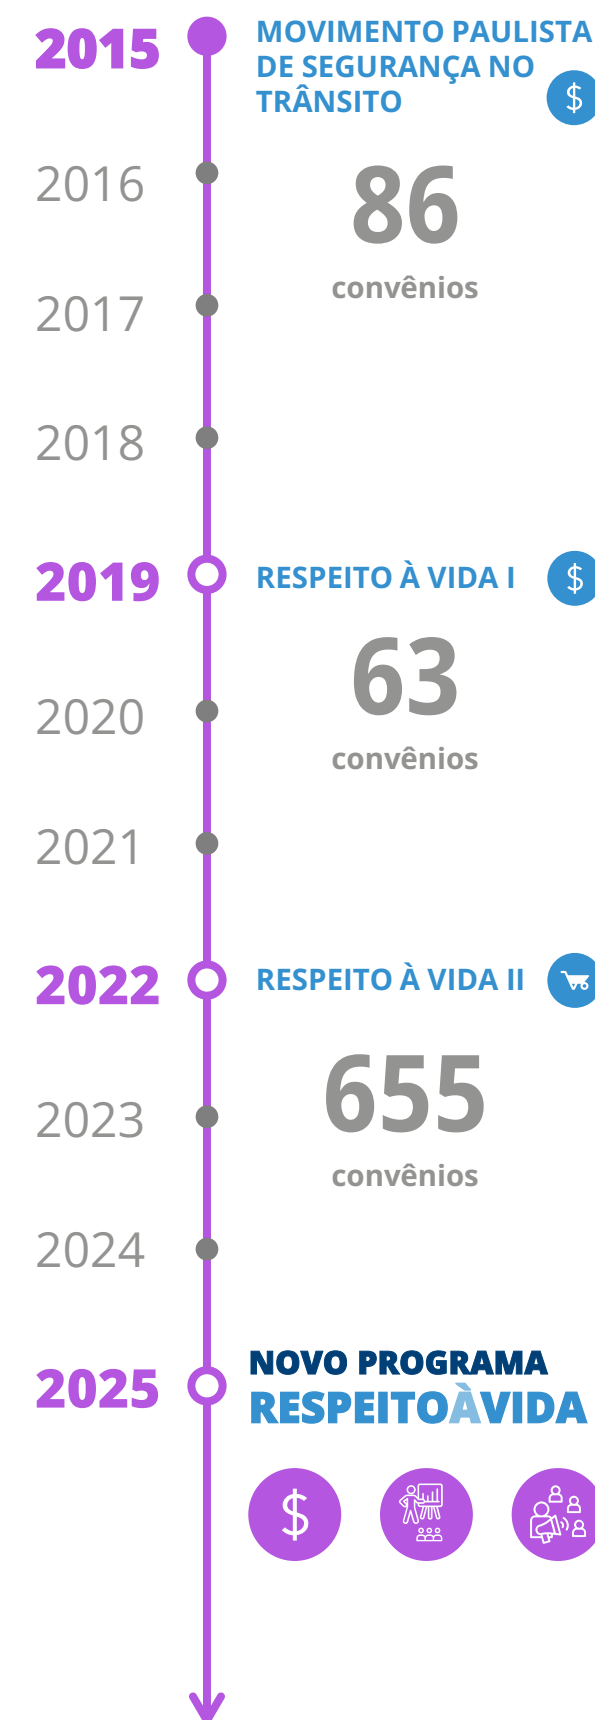 2015
MOVIMENTO PAULISTA
DE SEGURANÇA NO
TRÂNSITO
$
2016
86
convênios
2017
2018
2019
RESPEITO À VIDA I
$
63
2020
convênios
2021
2022
RESPEITO À VIDA II
655
2023
convênios
2024
NOVO PROGRAMA
2025
RESPEITOÀVIDA
$